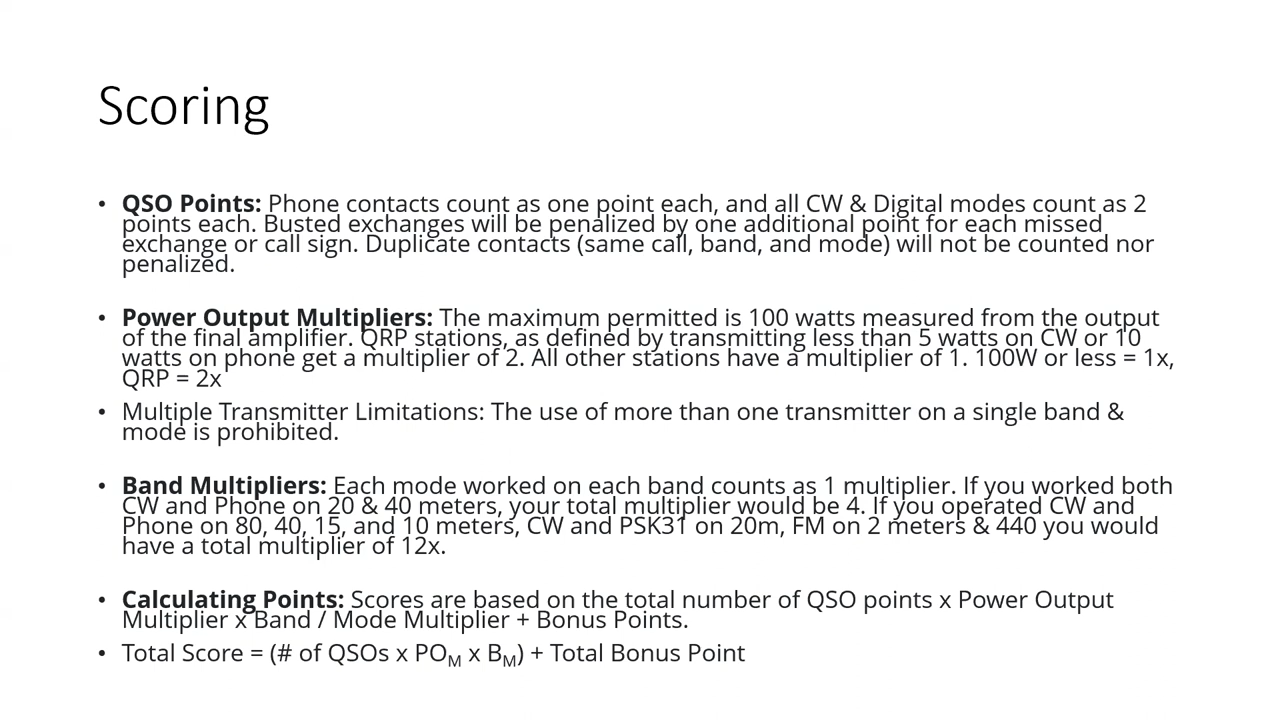 Scoring
• QSO Points: Phone contacts count as one point each, and all CW & Digital modes count as 2
points each. Busted exchanges will be penalized by one additional point for each missed
exchange or call sign. Duplicate contacts (same call, band, and mode) will not be counted nor
penalized.
• Power Output Multipliers: The maximum permitted is 100 watts measured from the output
of the final amplifier. QRP stations, as defined by transmitting less than 5 watts on CW or 10
watts on phone get a multiplier of 2. All other stations have a multiplier of 1. 100W or less = 1x,
QRP = 2x
• Multiple Transmitter Limitations: The use of more than one transmitter on a single band &
mode is prohibited.
• Band Multipliers: Each mode worked on each band counts as 1 multiplier. If you worked both
CW and Phone on 20 & 40 meters, your total multiplier would be 4. If you operated CW and
Phone on 80, 40, 15, and 10 meters, CW and PSK31 on 20m, FM on 2 meters & 440 you would
have a total multiplier of 12x.
• Calculating Points: Scores are based on the total number of QSO points x Power Output
Multiplier x Band / Mode Multiplier + Bonus Points.
• Total Score = (# of QSOs x POM x BM) + Total Bonus Point